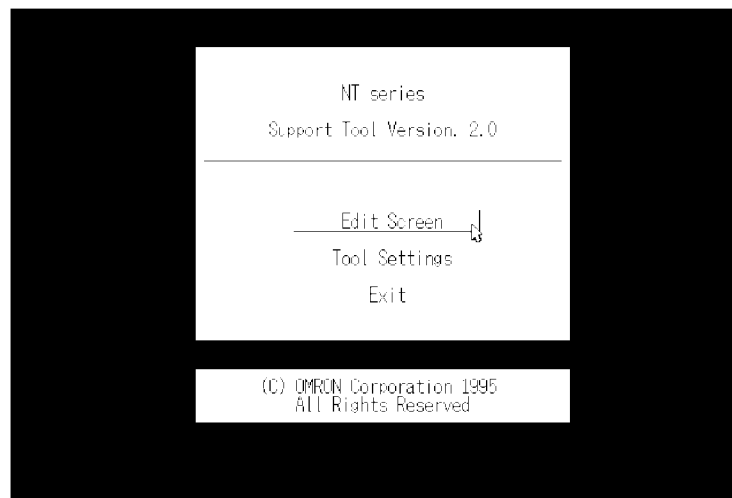 NT series
Support Tool Version. 2.0
Edit Screen
Tool Settings
Exit
(C) OMRON Corporation 1995
All Rights Reserved